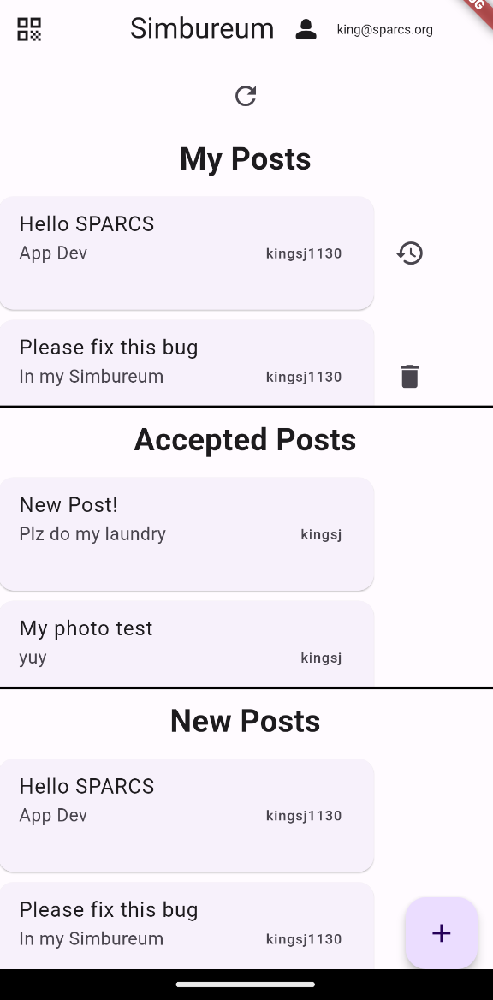 Simbureum king@sparcs.org
My Posts
Hello SPARCS
App Dev kingsj1130
Please fix this bug
In my Simbureum kingsj1130
Accepted Posts
New Post!
Plz do my laundry kingsj
My photo test
yuy kingsj
New Posts
Hello SPARCS
App Dev kingsj1130
Please fix this bug
In my Simbureum kingsj1130